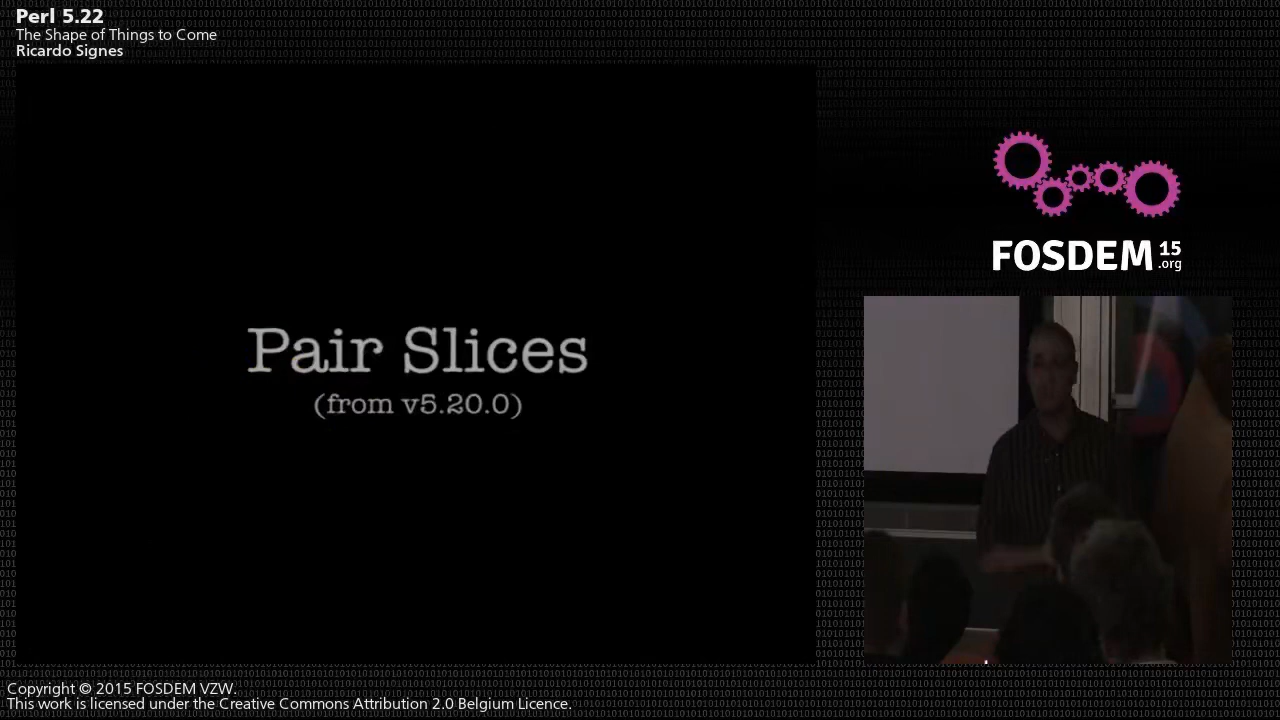 Perl 5.22
The Shape of Things to Come
Ricardo Signes
Pair Slices
(from v5.20.0)
FOSDEM 15
.org
Copyright © 2015 FOSDEM VZW.
This work is licensed under the Creative Commons Attribution 2.0 Belgium Licence.